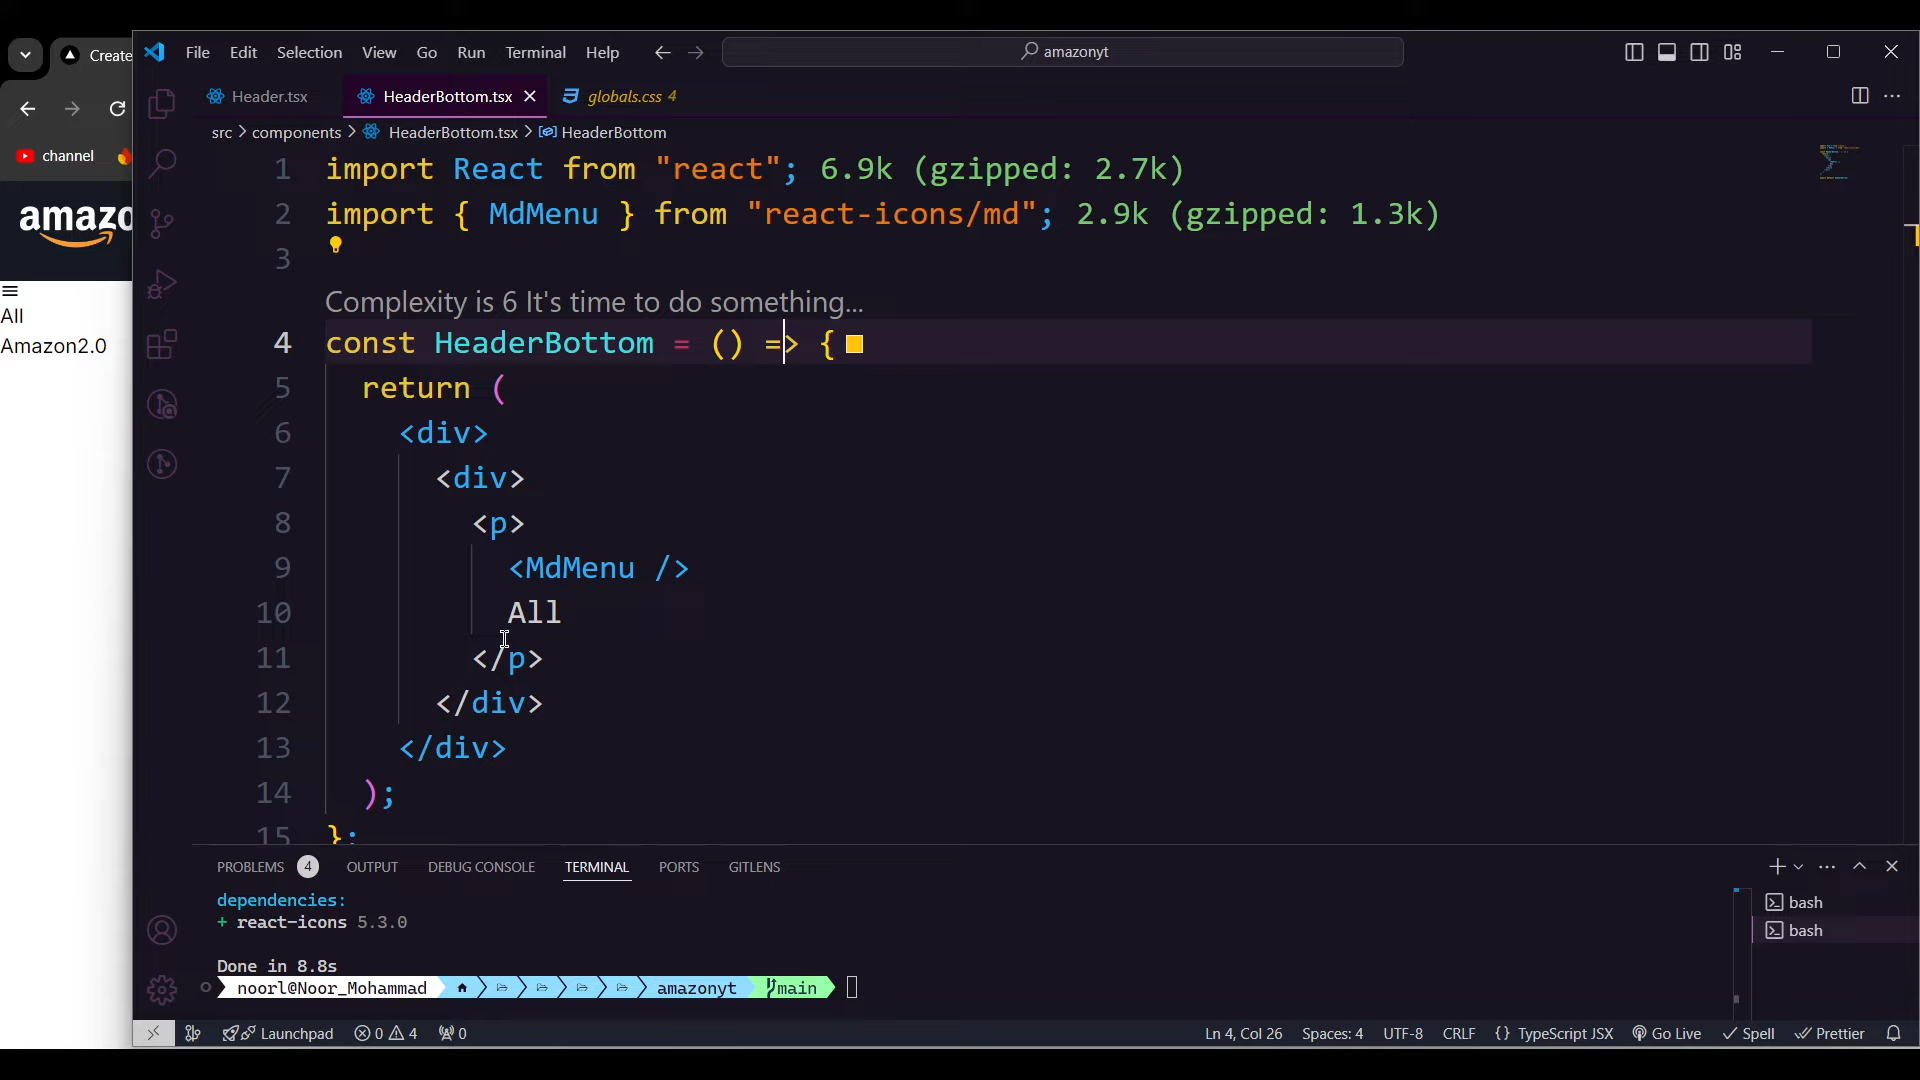 Create
File Edit Selection View Go Run Terminal Help
amazonyt
Header.tsx HeaderBottom.tsx globals.css 4
src > components > HeaderBottom.tsx > HeaderBottom
channel
amazo
All
Amazon2.0
1 import React from "react"; 6.9k (gzipped: 2.7k)
2 import { MdMenu } from "react-icons/md"; 2.9k (gzipped: 1.3k)
3
Complexity is 6 It's time to do something...
4 const HeaderBottom = () => {
5 return (
6 <div>
7 <div>
8 <p>
9 <MdMenu />
10 All
11 </p>
12 </div>
13 </div>
14 );
15 };
PROBLEMS 4 OUTPUT DEBUG CONSOLE TERMINAL PORTS GITLENS
dependencies:
+ react-icons 5.3.0
Done in 8.8s
noorl@Noor_Mohammad amazonyt main
bash
bash
Launchpad 0 4 0 Ln 4, Col 26 Spaces: 4 UTF-8 CRLF {} TypeScript JSX Go Live Spell Prettier